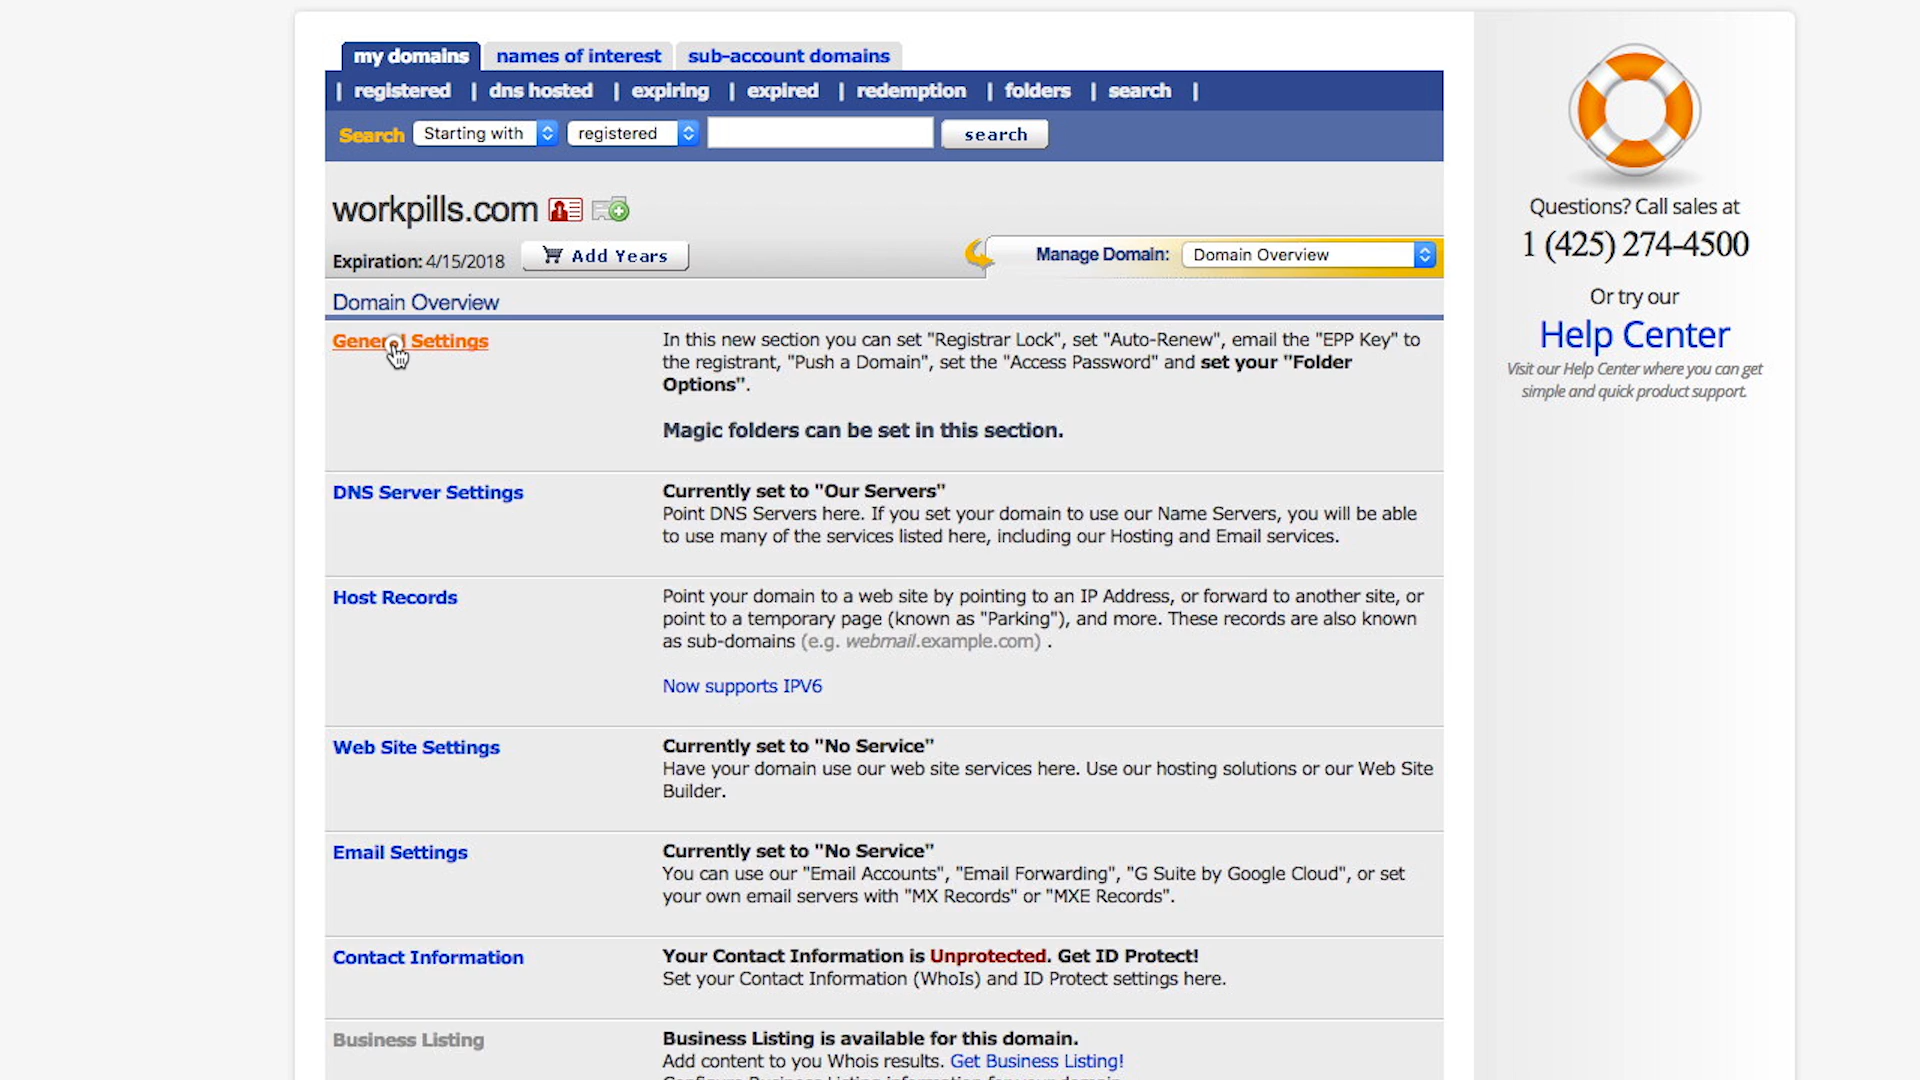 my domains names of interest sub-account domains
| registered | dns hosted | expiring | expired | redemption | folders | search |
Search Starting with registered search
workpills.com
Expiration: 4/15/2018 Add Years
Manage Domain: Domain Overview
Domain Overview
General Settings
In this new section you can set "Registrar Lock", set "Auto-Renew", email the "EPP Key" to
the registrant, "Push a Domain", set the "Access Password" and set your "Folder
Options".
Magic folders can be set in this section.
DNS Server Settings
Currently set to "Our Servers"
Point DNS Servers here. If you set your domain to use our Name Servers, you will be able
to use many of the services listed here, including our Hosting and Email services.
Host Records
Point your domain to a web site by pointing to an IP Address, or forward to another site, or
point to a temporary page (known as "Parking"), and more. These records are also known
as sub-domains (e.g. webmail.example.com) .
Now supports IPV6
Web Site Settings
Currently set to "No Service"
Have your domain use our web site services here. Use our hosting solutions or our Web Site
Builder.
Email Settings
Currently set to "No Service"
You can use our "Email Accounts", "Email Forwarding", "G Suite by Google Cloud", or set
your own email servers with "MX Records" or "MXE Records".
Contact Information
Your Contact Information is Unprotected. Get ID Protect!
Set your Contact Information (WhoIs) and ID Protect settings here.
Business Listing
Business Listing is available for this domain.
Add content to you Whois results. Get Business Listing!
Questions? Call sales at
1 (425) 274-4500
Or try our
Help Center
Visit our Help Center where you can get
simple and quick product support.